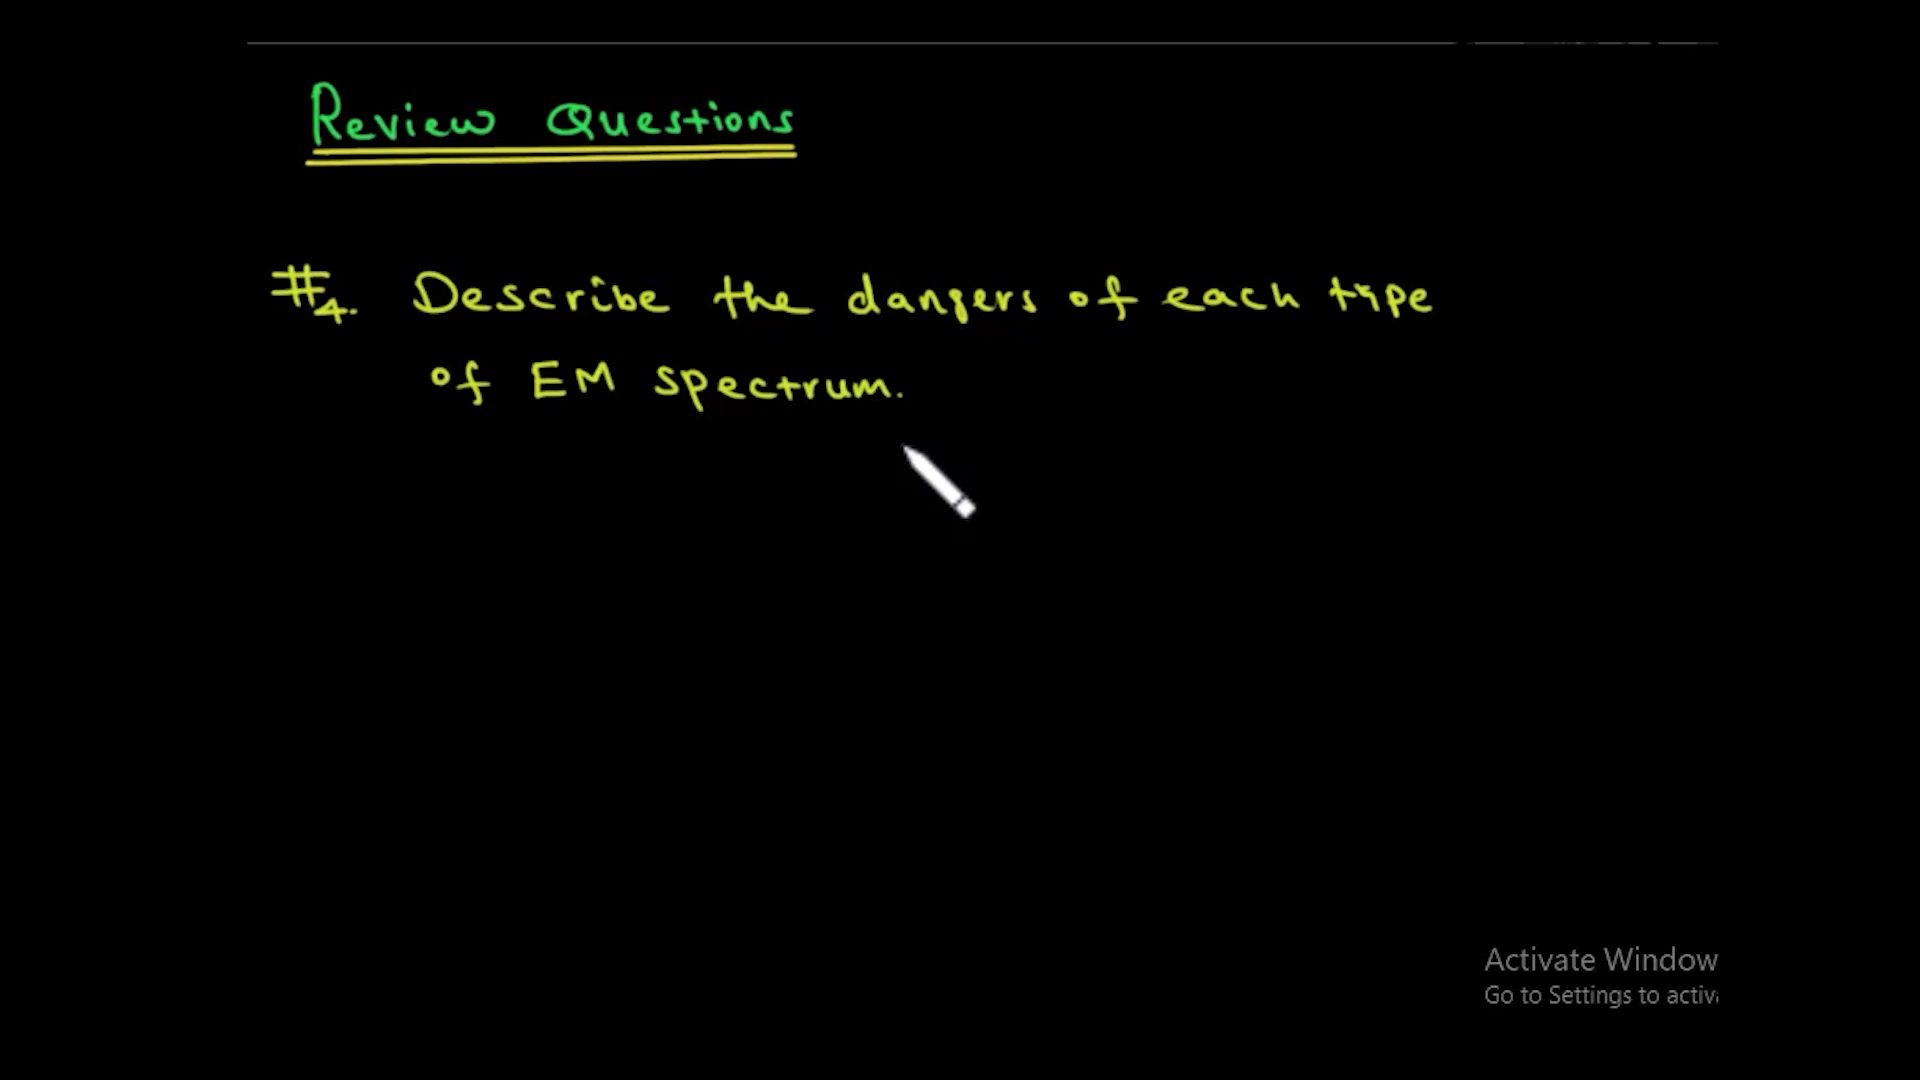 Review Questions
#4. Describe the dangers of each type
of EM spectrum.
Activate Window
Go to Settings to activ